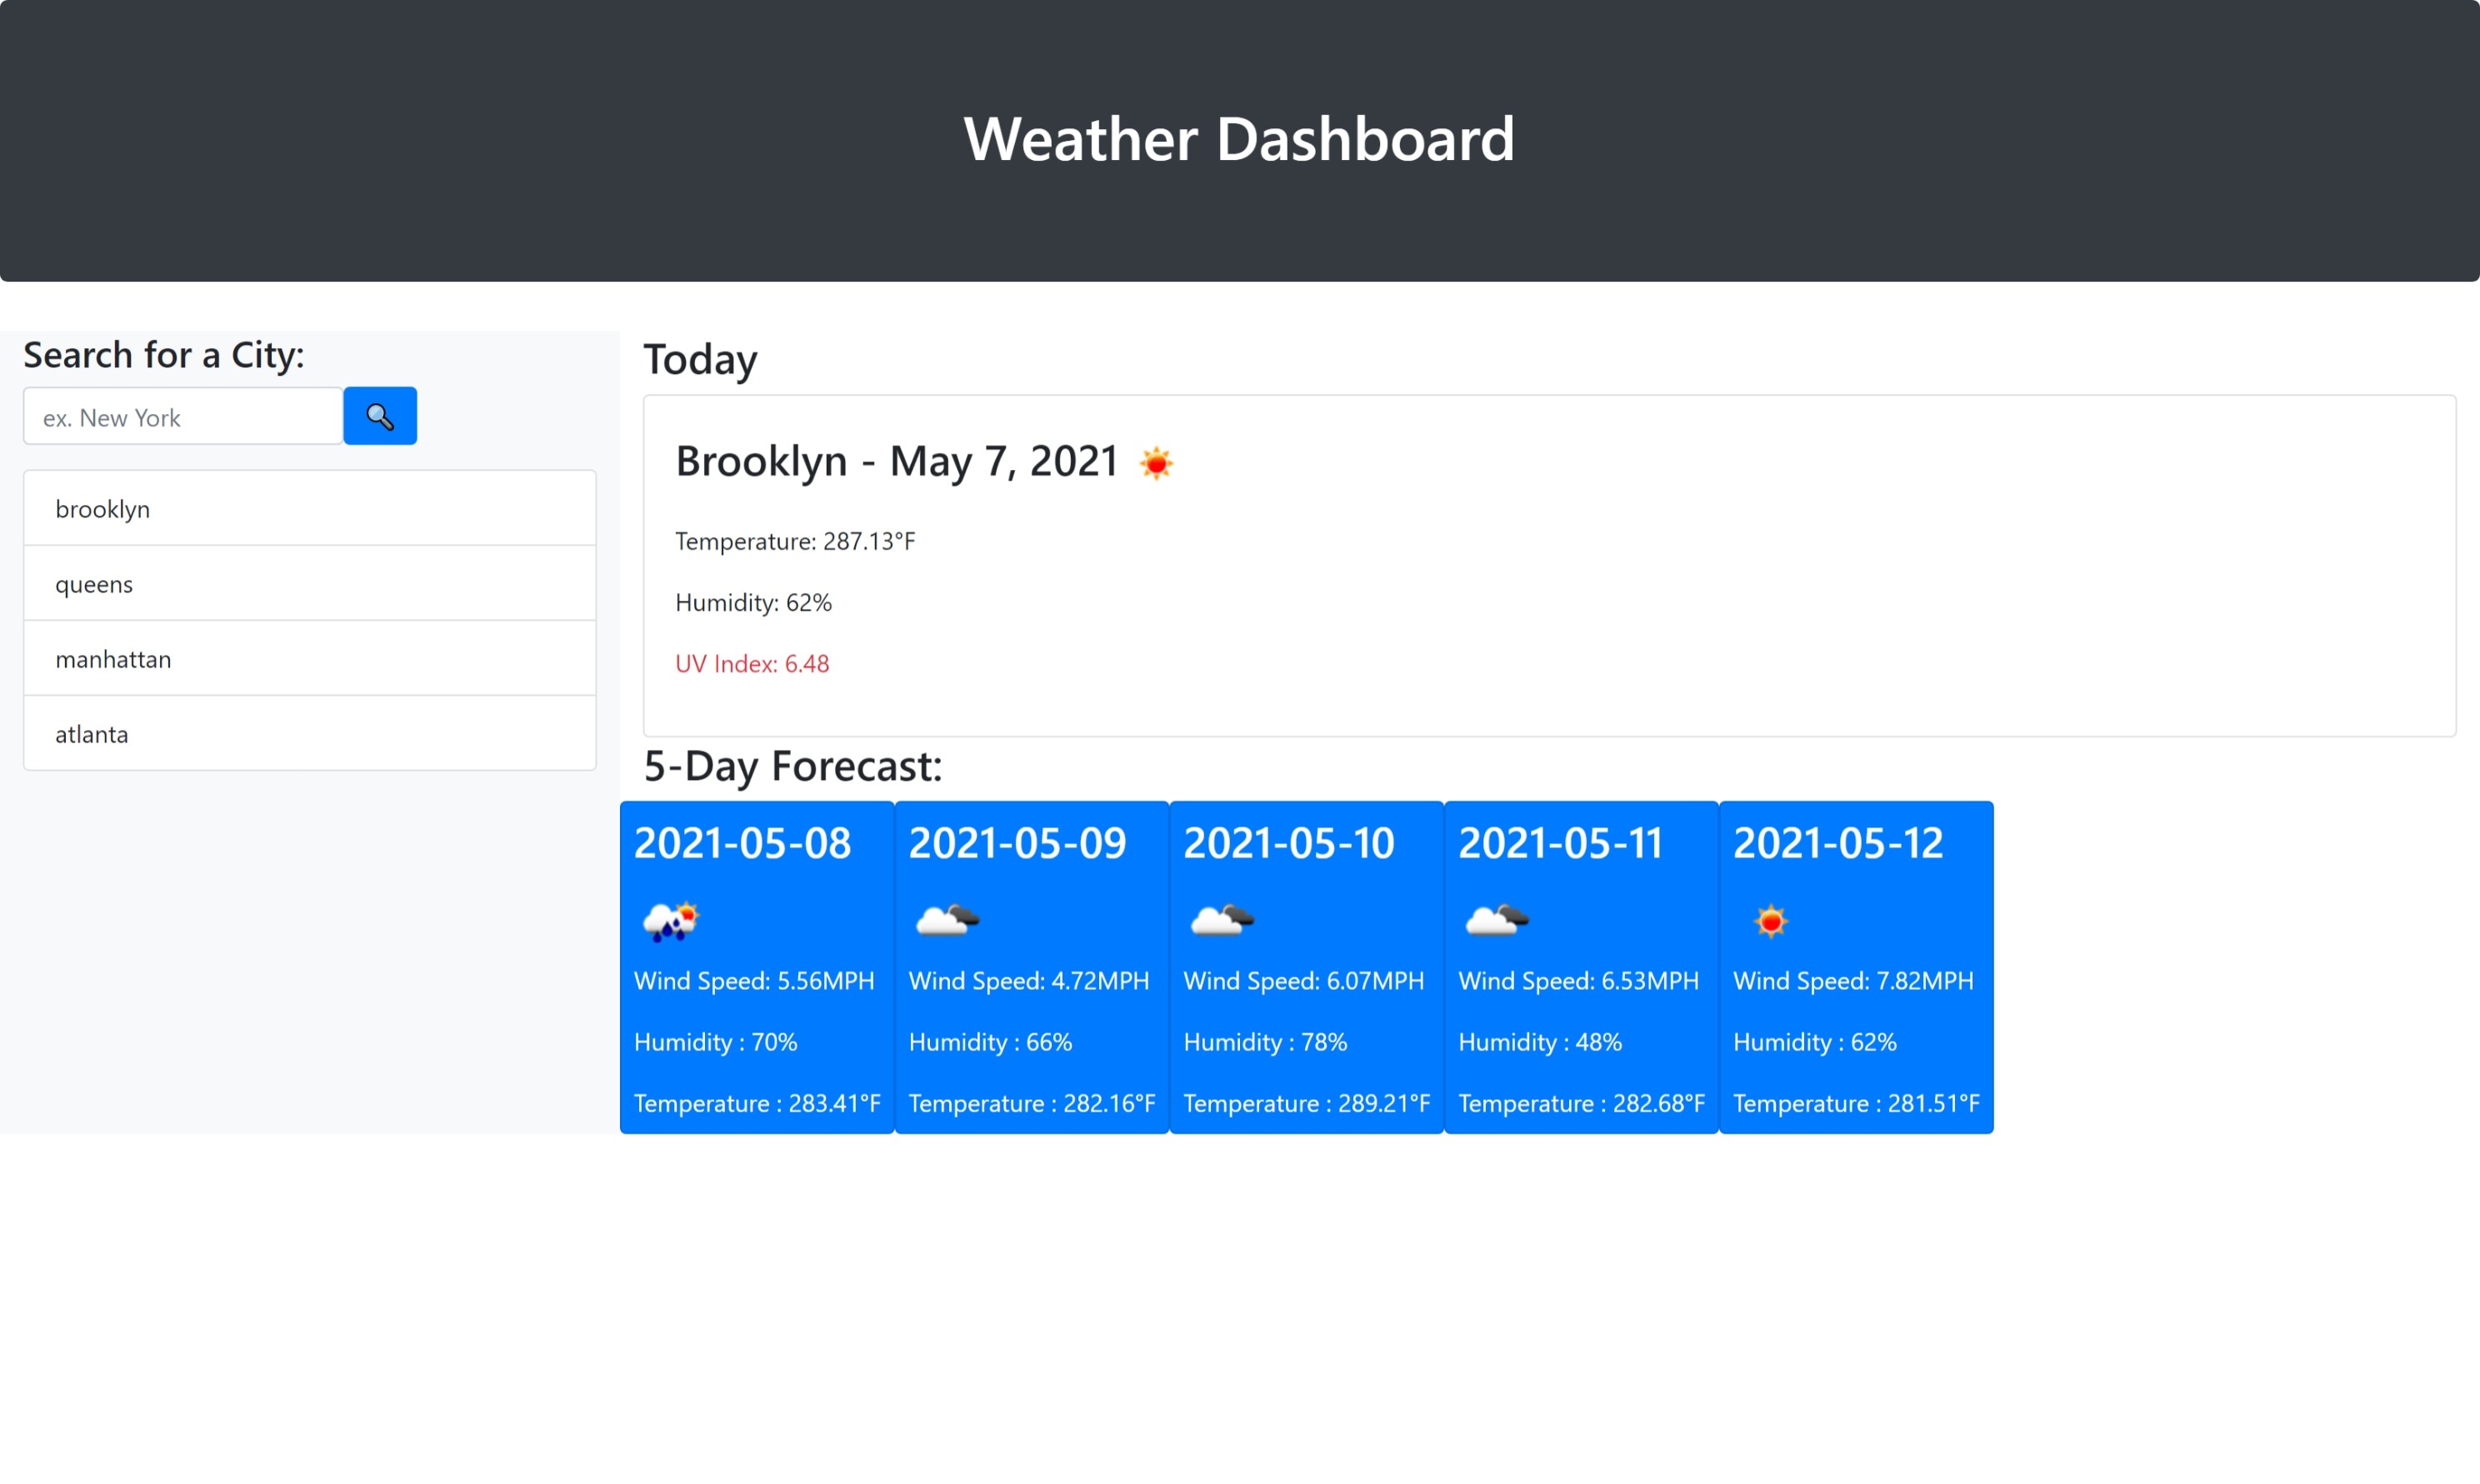 Weather Dashboard
Search for a City:
ex. New York
brooklyn
queens
manhattan
atlanta
Today
Brooklyn - May 7, 2021
Temperature: 287.13°F
Humidity: 62%
UV Index: 6.48
5-Day Forecast:
2021-05-08
Wind Speed: 5.56MPH
Humidity : 70%
Temperature : 283.41°F
2021-05-09
Wind Speed: 4.72MPH
Humidity : 66%
Temperature : 282.16°F
2021-05-10
Wind Speed: 6.07MPH
Humidity : 78%
Temperature : 289.21°F
2021-05-11
Wind Speed: 6.53MPH
Humidity : 48%
Temperature : 282.68°F
2021-05-12
Wind Speed: 7.82MPH
Humidity : 62%
Temperature : 281.51°F